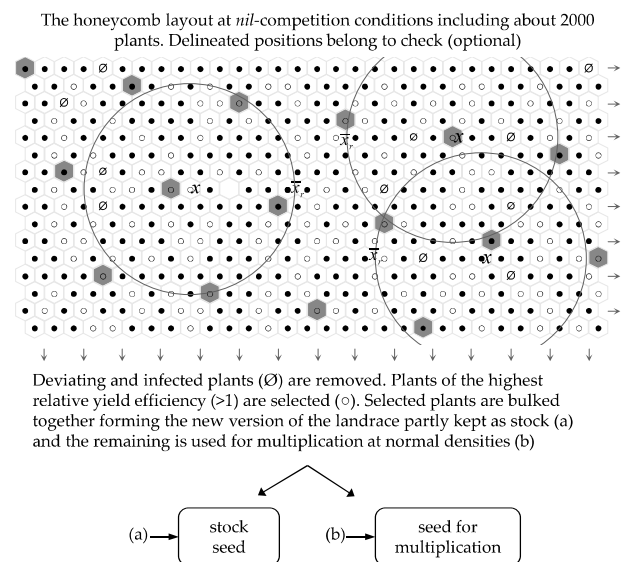 The honeycomb layout at nil-competition conditions including about 2000
plants. Delineated positions belong to check (optional)
x̅r x
x x̅r
x̅r x
Deviating and infected plants (Ø) are removed. Plants of the highest
relative yield efficiency (>1) are selected (○). Selected plants are bulked
together forming the new version of the landrace partly kept as stock (a)
and the remaining is used for multiplication at normal densities (b)
(a) stock seed (b) seed for multiplication